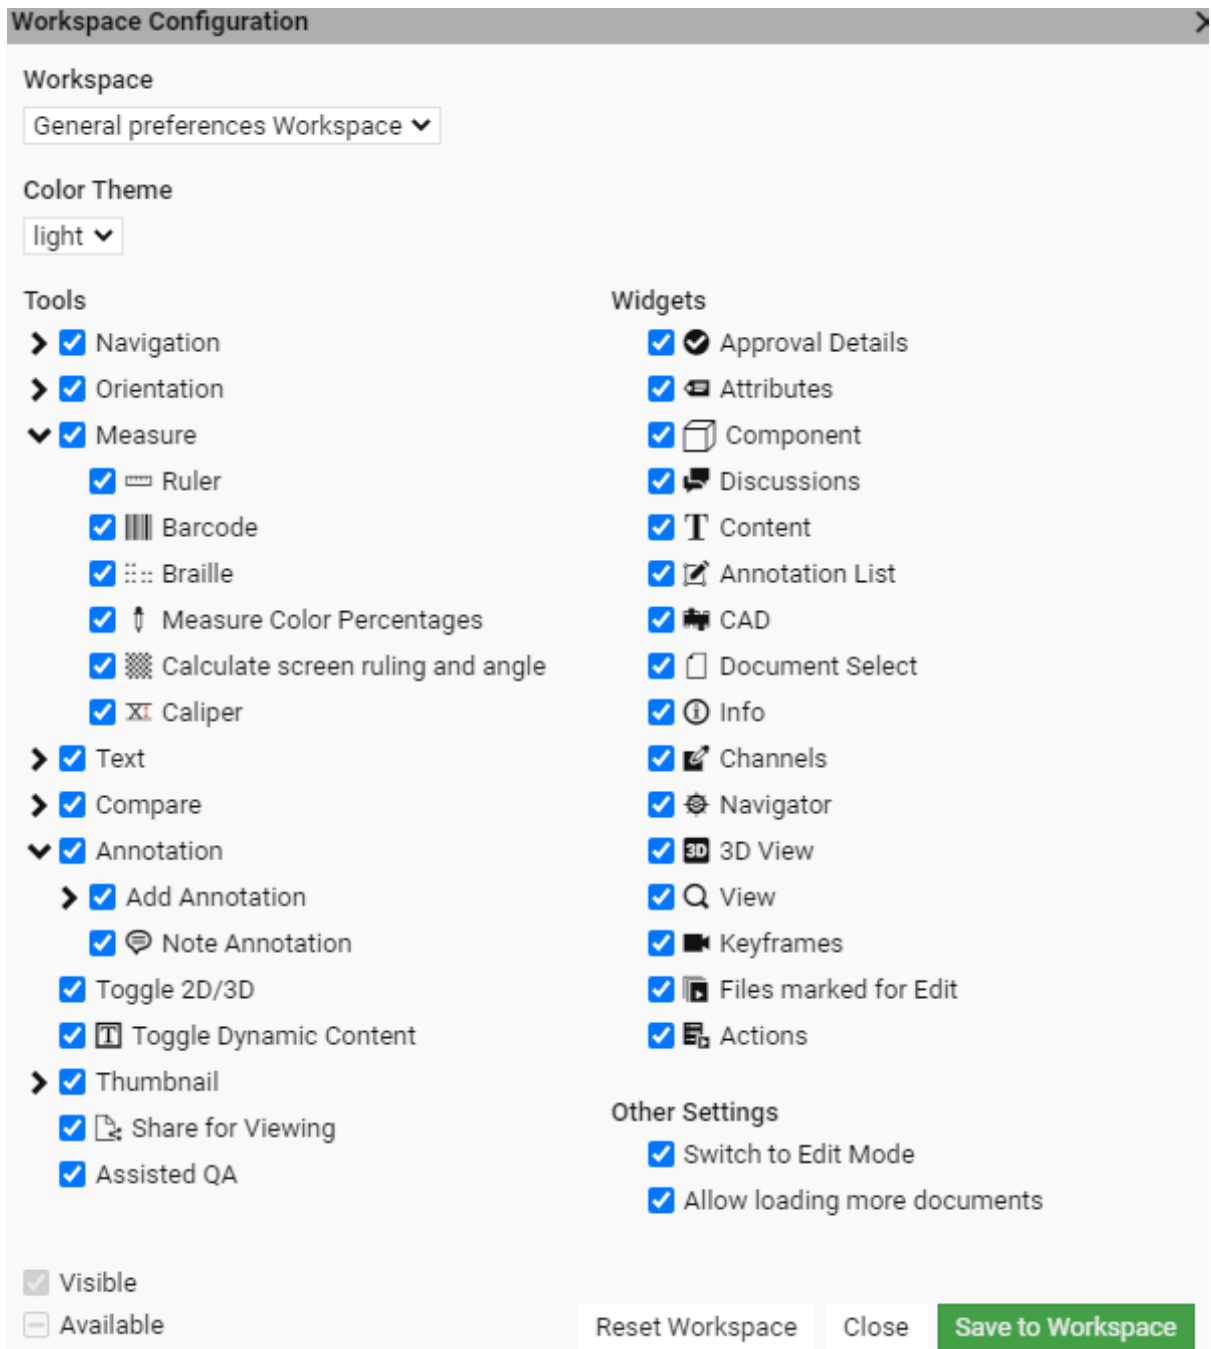 Workspace Configuration
Workspace
General preferences Workspace
Color Theme
light
Tools
Navigation
Orientation
Measure
Ruler
Barcode
Braille
Measure Color Percentages
Calculate screen ruling and angle
Caliper
Text
Compare
Annotation
Add Annotation
Note Annotation
Toggle 2D/3D
T Toggle Dynamic Content
Thumbnail
Share for Viewing
Assisted QA
Widgets
Approval Details
Attributes
Component
Discussions
T Content
Annotation List
CAD
Document Select
Info
Channels
Navigator
3D 3D View
View
Keyframes
Files marked for Edit
Actions
Other Settings
Switch to Edit Mode
Allow loading more documents
Visible
Available
Reset Workspace
Close
Save to Workspace